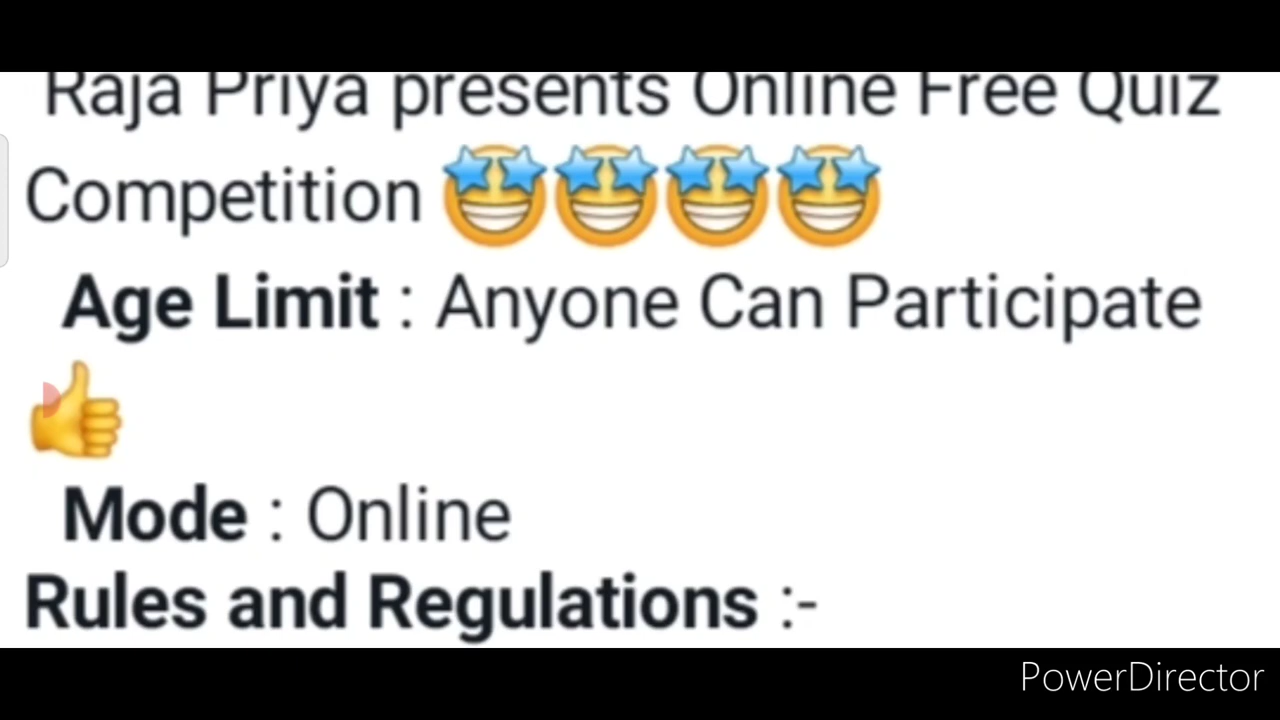 Raja Priya presents Online Free Quiz
Competition 🤩🤩🤩🤩
Age Limit : Anyone Can Participate
👍
Mode : Online
Rules and Regulations :-
PowerDirector